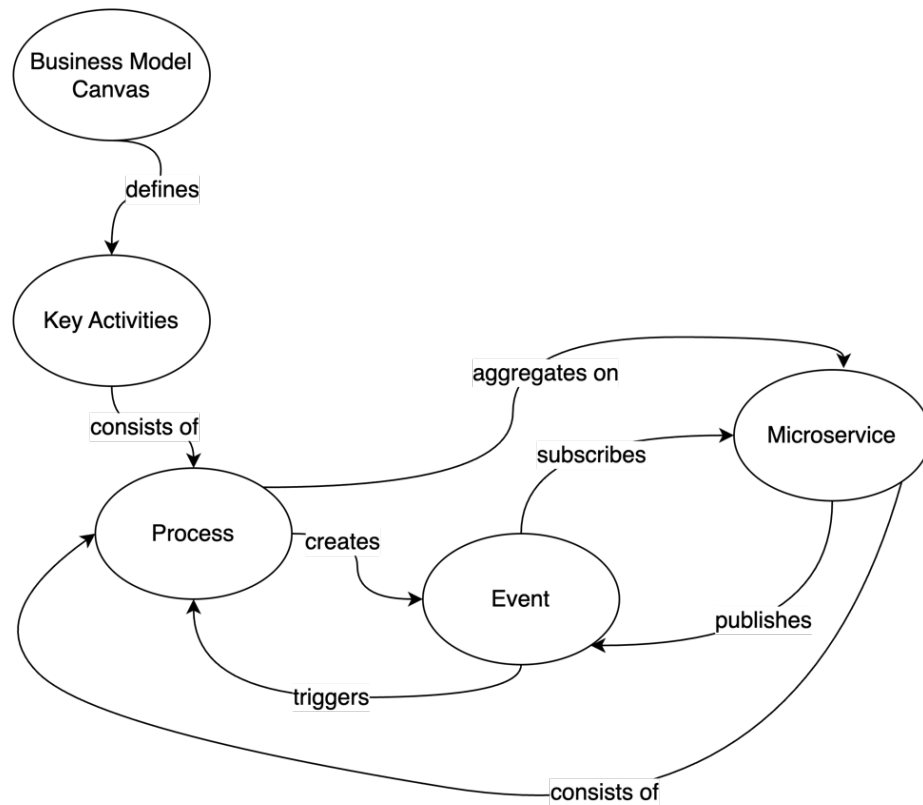 Business Model
Canvas
defines
Key Activities
aggregates on
consists of
subscribes
Microservice
Process
creates
Event
publishes
triggers
consists of